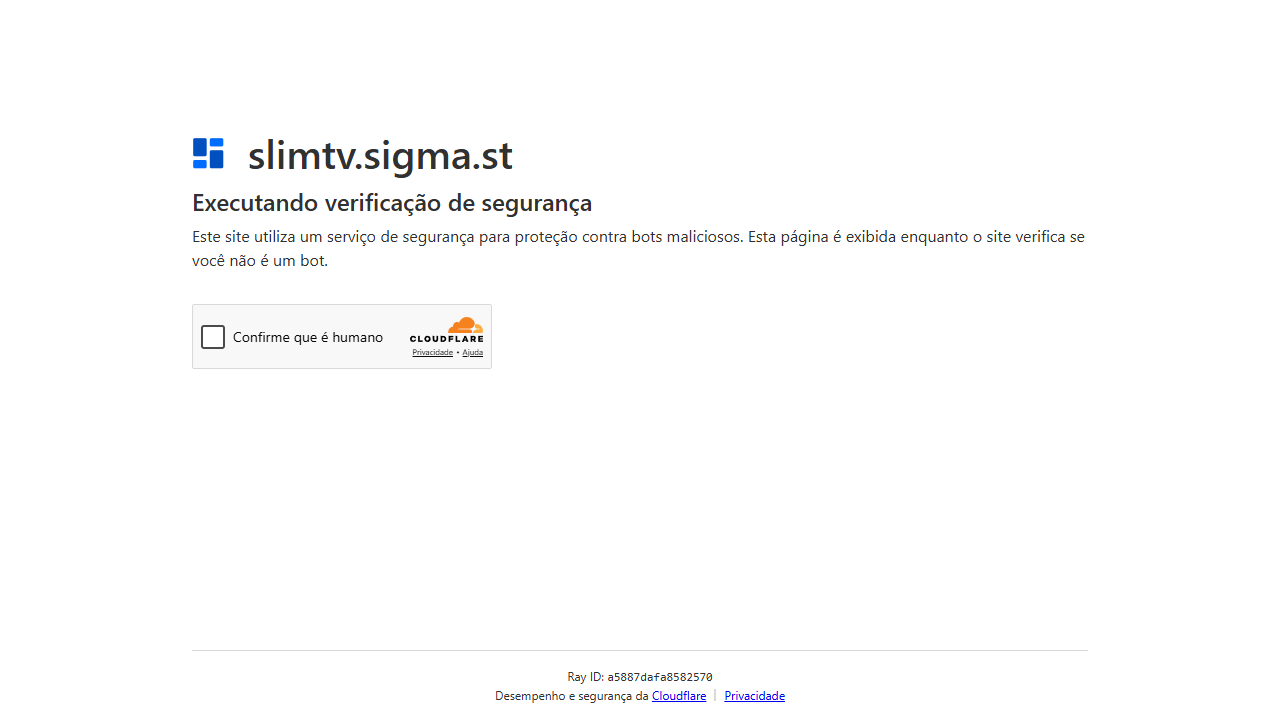 slimtv.sigma.st
Executando verificação de segurança
Este site utiliza um serviço de segurança para proteção contra bots maliciosos. Esta página é exibida enquanto o site verifica se
você não é um bot.
Confirme que é humano
CLOUDFLARE
Privacidade • Ajuda
Ray ID: a5887dafa8582570
Desempenho e segurança da Cloudflare | Privacidade